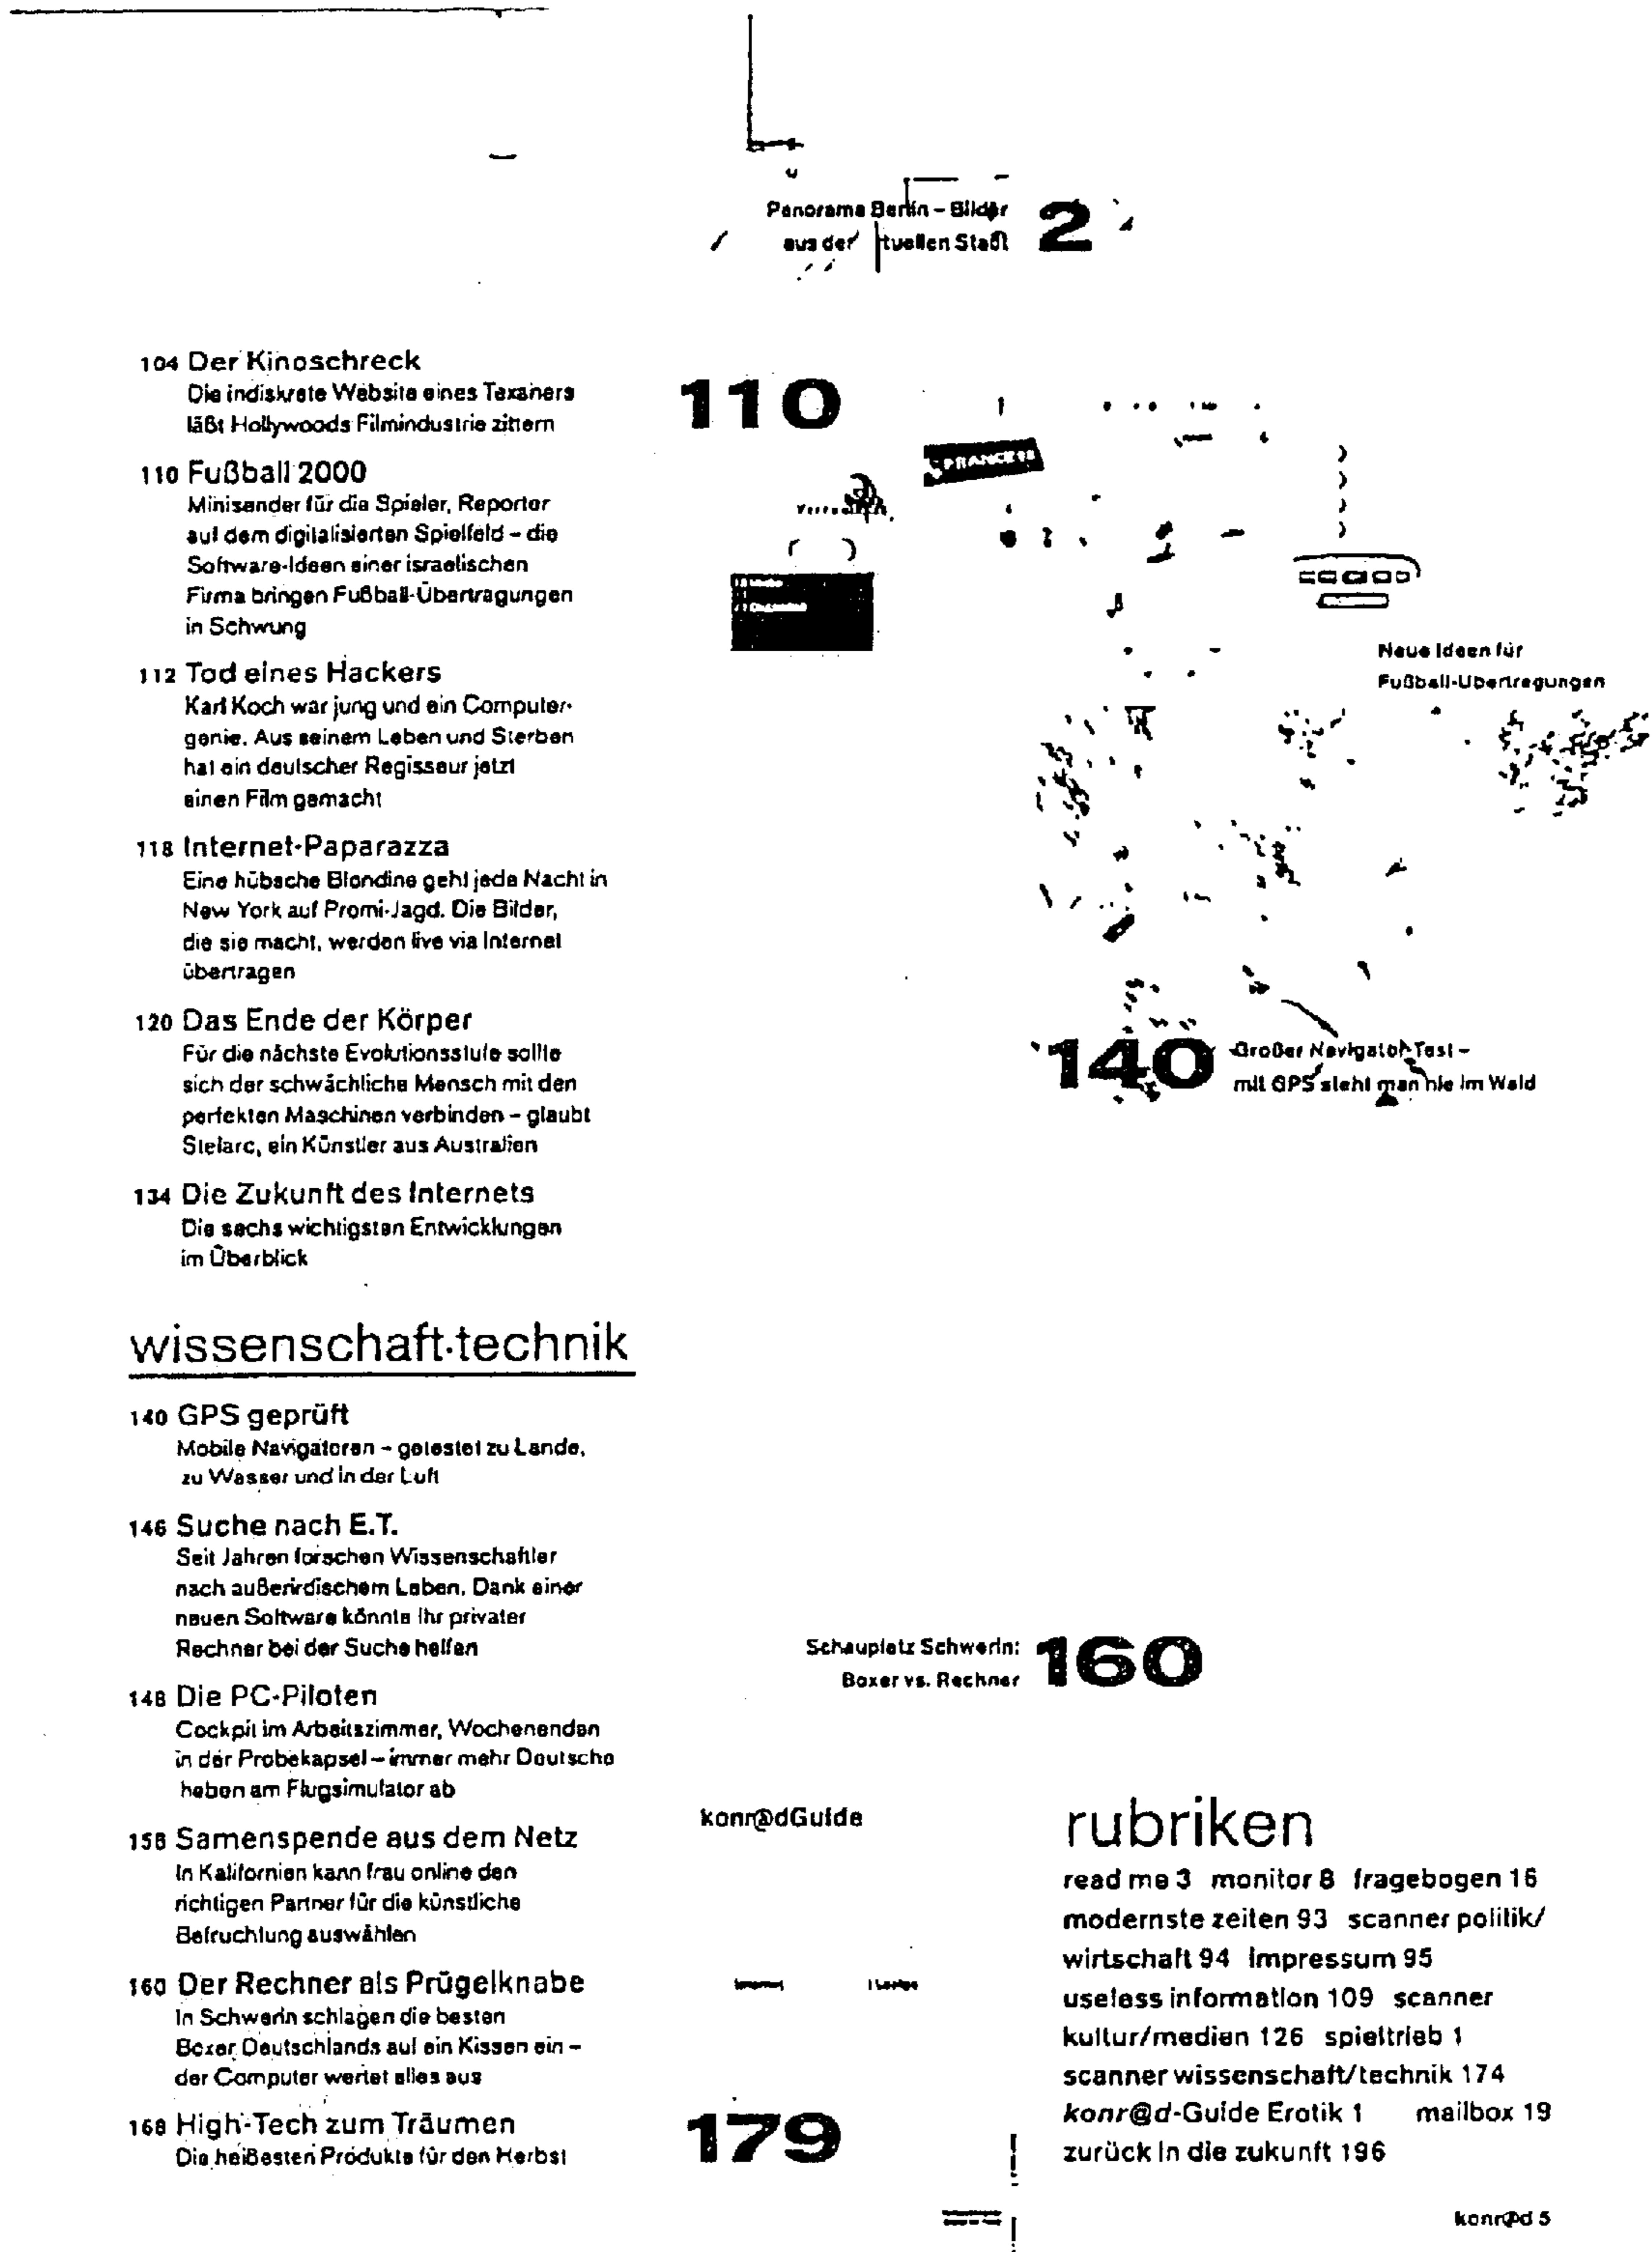 Panorama Berlin – Bilder
aus der tuellen Stadt
2
104 Der Kinoschreck
Die indiskrete Website eines Texaners
läßt Hollywoods Filmindustrie zittern
110 Fußball 2000
Minisender für die Spieler, Reporter
auf dem digitalisierten Spielfeld – die
Software-Ideen einer israelischen
Firma bringen Fußball-Übertragungen
in Schwung
112 Tod eines Hackers
Karl Koch war jung und ein Computer-
genie. Aus seinem Leben und Sterben
hat ein deutscher Regisseur jetzt
einen Film gemacht
118 Internet-Paparazza
Eine hübsche Blondine geht jede Nacht in
New York auf Promi-Jagd. Die Bilder,
die sie macht, werden live via Internet
übertragen
120 Das Ende der Körper
Für die nächste Evolutionsstufe sollte
sich der schwächliche Mensch mit den
perfekten Maschinen verbinden – glaubt
Stelarc, ein Künstler aus Australien
134 Die Zukunft des Internets
Die sechs wichtigsten Entwicklungen
im Überblick
110
FRANCE 98
Neue Ideen für
Fußball-Übertragungen
140
Großer Navigator-Test –
mit GPS steht man nie im Wald
wissenschaft·technik
140 GPS geprüft
Mobile Navigatoren – getestet zu Lande,
zu Wasser und in der Luft
146 Suche nach E.T.
Seit Jahren forschen Wissenschaftler
nach außerirdischem Leben. Dank einer
neuen Software könnte Ihr privater
Rechner bei der Suche helfen
148 Die PC-Piloten
Cockpit im Arbeitszimmer, Wochenenden
in der Probekapsel – immer mehr Deutsche
heben am Flugsimulator ab
158 Samenspende aus dem Netz
In Kalifornien kann frau online den
richtigen Partner für die künstliche
Befruchtung auswählen
160 Der Rechner als Prügelknabe
In Schwerin schlagen die besten
Boxer Deutschlands auf ein Kissen ein –
der Computer wertet alles aus
168 High-Tech zum Träumen
Die heißesten Produkte für den Herbst
Schauplatz Schwerin:
Boxer vs. Rechner
160
konr@dGuide
179
rubriken
read me 3 monitor 8 fragebogen 16
modernste zeiten 93 scanner politik/
wirtschaft 94 impressum 95
useless information 109 scanner
kultur/medien 126 spieltrieb 1
scanner wissenschaft/technik 174
konr@d-Guide Erotik 1 mailbox 19
zurück in die zukunft 196
konr@d 5